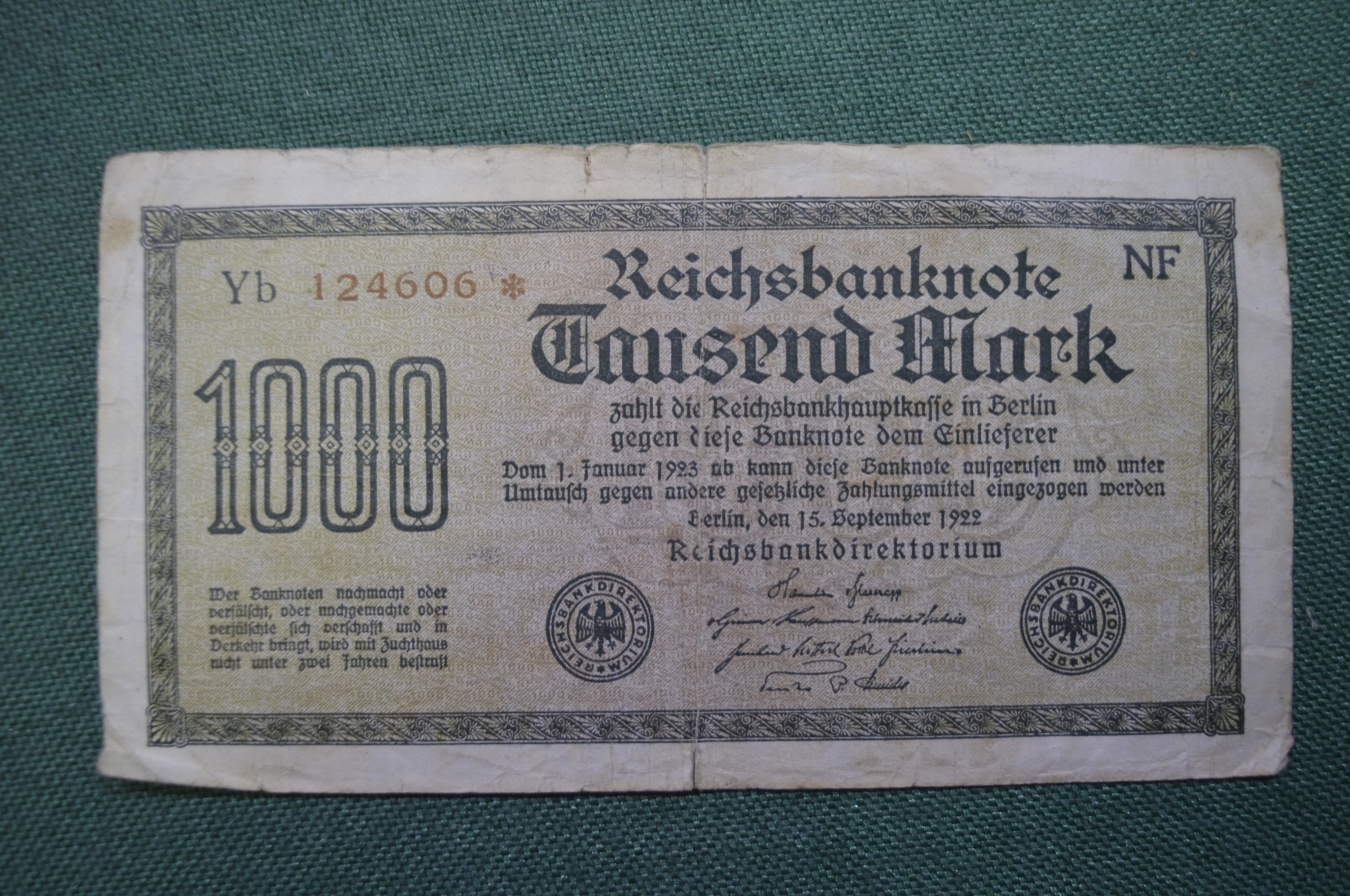 Yb 124606 *
NF
Reichsbanknote
Tausend Mark
1000
zahlt die Reichsbankhauptkasse in Berlin
gegen diese Banknote dem Einlieferer
Vom 1. Januar 1923 ab kann diese Banknote aufgerufen und unter
Umtausch gegen andere gesetzliche Zahlungsmittel eingezogen werden
Berlin, den 15. September 1922
Reichsbankdirektorium
Wer Banknoten nachmacht oder
verfälscht, oder nachgemachte oder
verfälschte sich verschafft und in
Verkehr bringt, wird mit Zuchthaus
nicht unter zwei Jahren bestraft
REICHSBANKDIREKTORIUM
REICHSBANKDIREKTORIUM